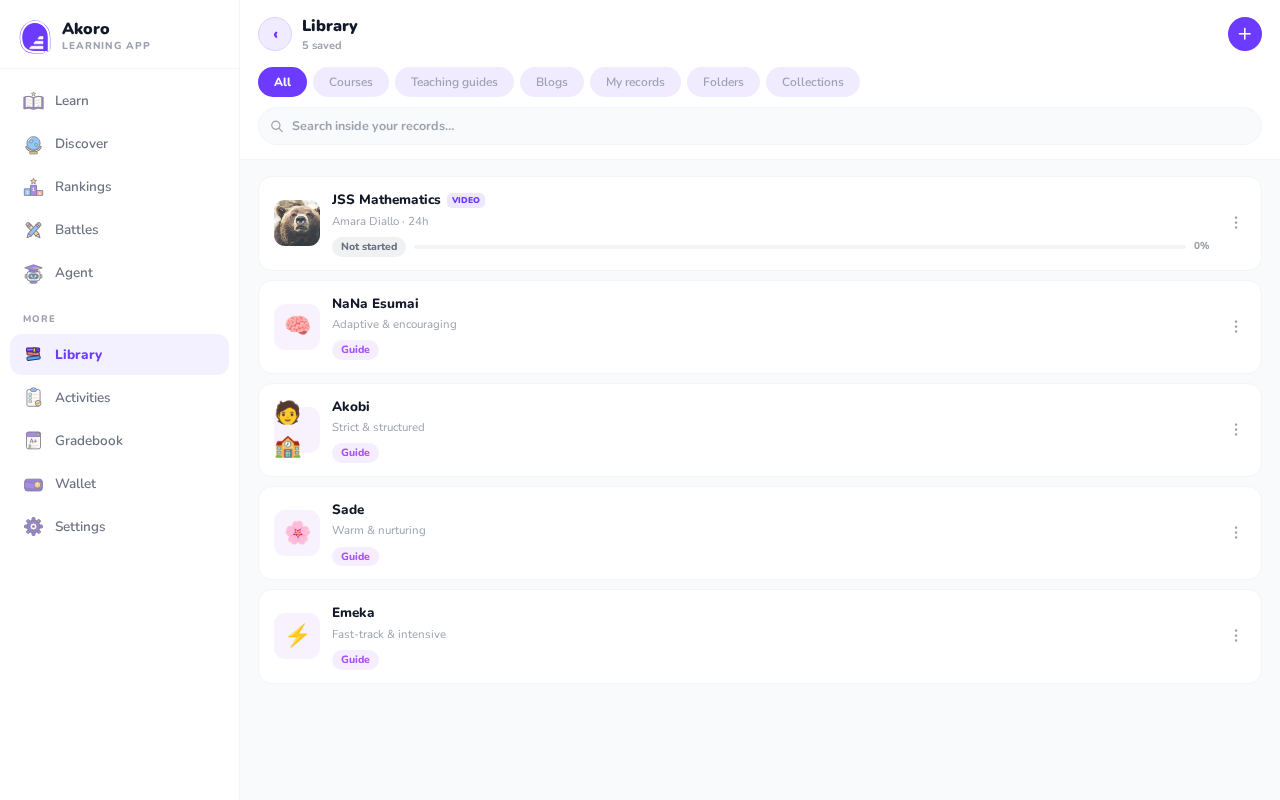 Akoro
LEARNING APP
Learn
Discover
Rankings
Battles
Agent
MORE
Library
Activities
Gradebook
Wallet
Settings
Library
5 saved
All
Courses
Teaching guides
Blogs
My records
Folders
Collections
Search inside your records...
JSS Mathematics VIDEO
Amara Diallo · 24h
Not started 0%
NaNa Esumai
Adaptive & encouraging
Guide
Akobi
Strict & structured
Guide
Sade
Warm & nurturing
Guide
Emeka
Fast-track & intensive
Guide